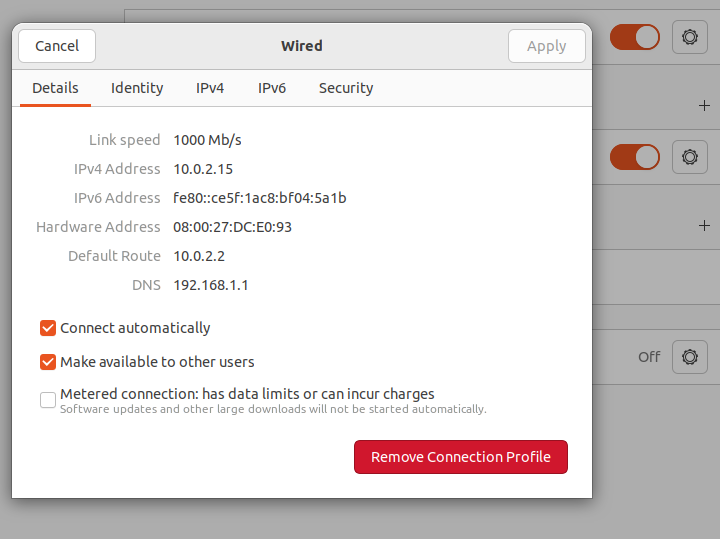 Cancel Wired Apply
Details Identity IPv4 IPv6 Security
Link speed 1000 Mb/s
IPv4 Address 10.0.2.15
IPv6 Address fe80::ce5f:1ac8:bf04:5a1b
Hardware Address 08:00:27:DC:E0:93
Default Route 10.0.2.2
DNS 192.168.1.1
Connect automatically
Make available to other users
Off
Metered connection: has data limits or can incur charges
Software updates and other large downloads will not be started automatically.
Remove Connection Profile